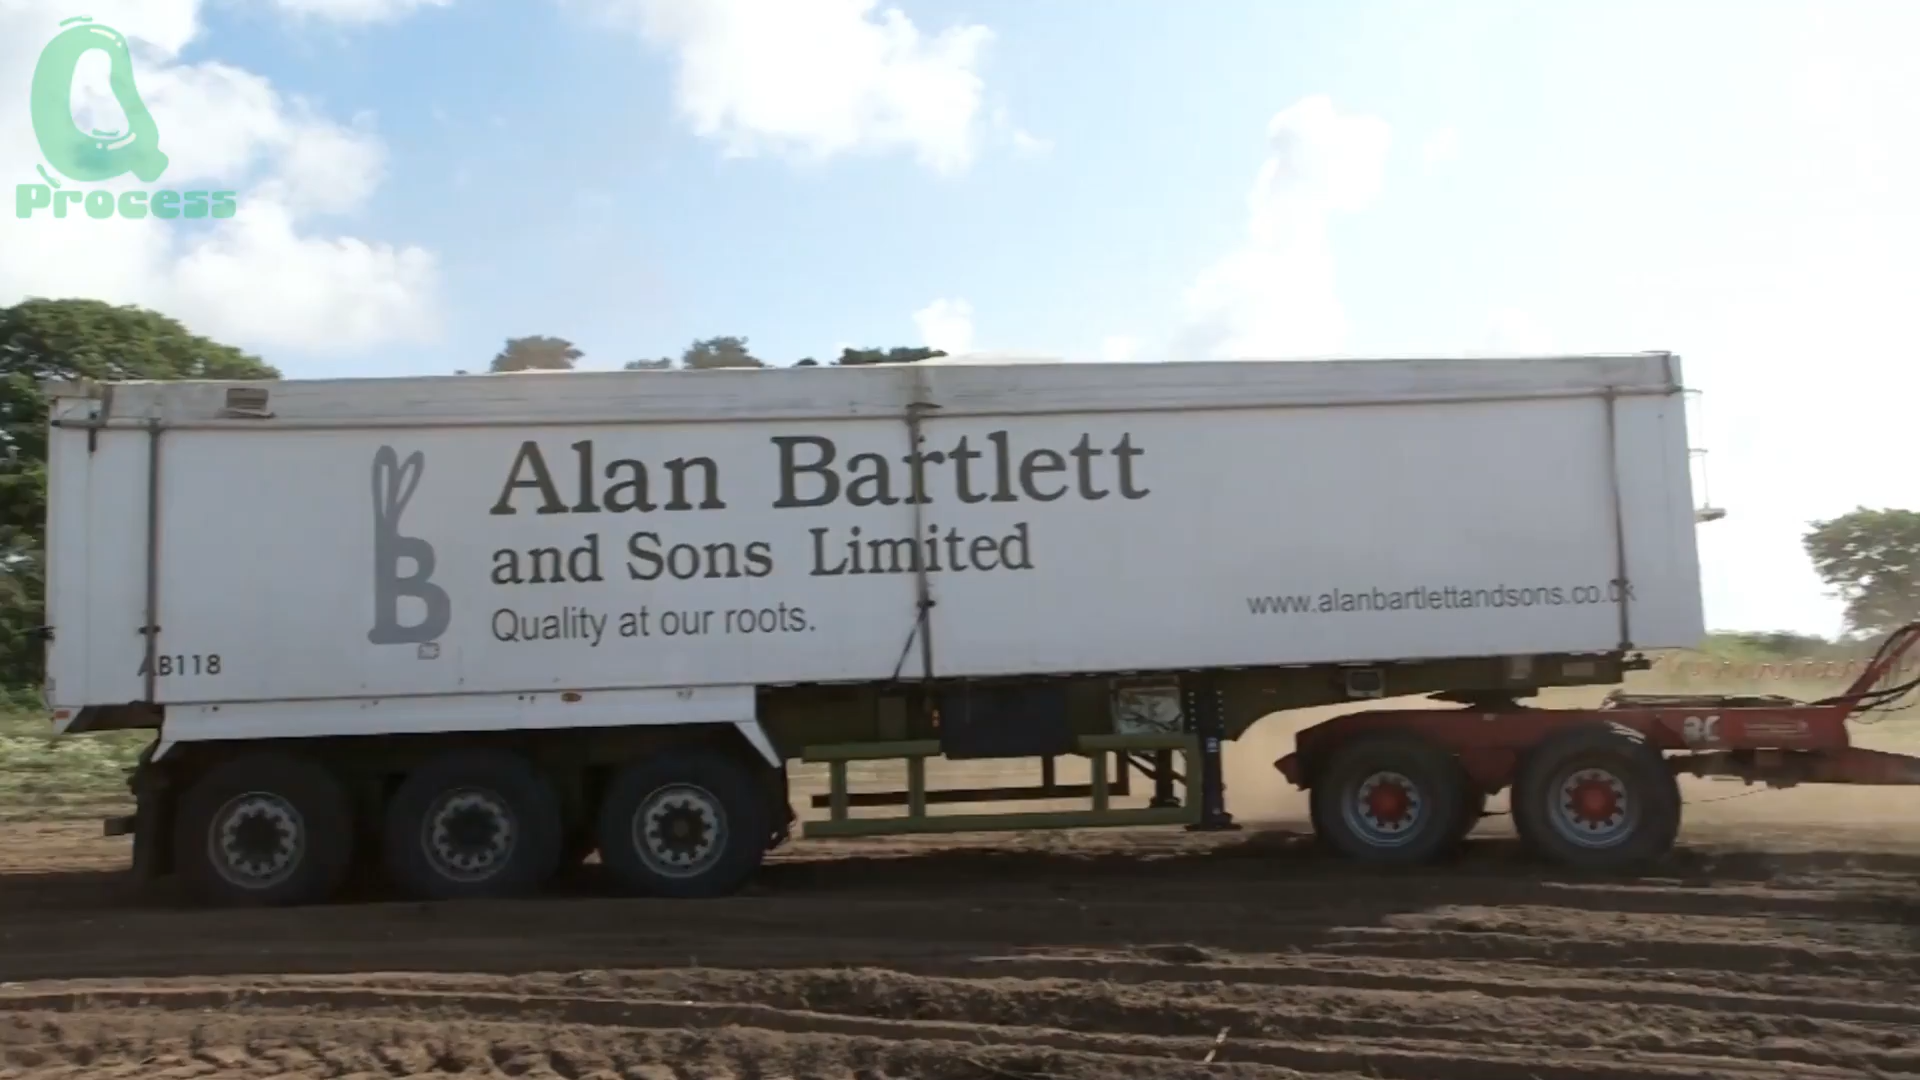 Q
Process
Alan Bartlett
and Sons Limited
Quality at our roots.
B
www.alanbartlettandsons.co.uk
AB118